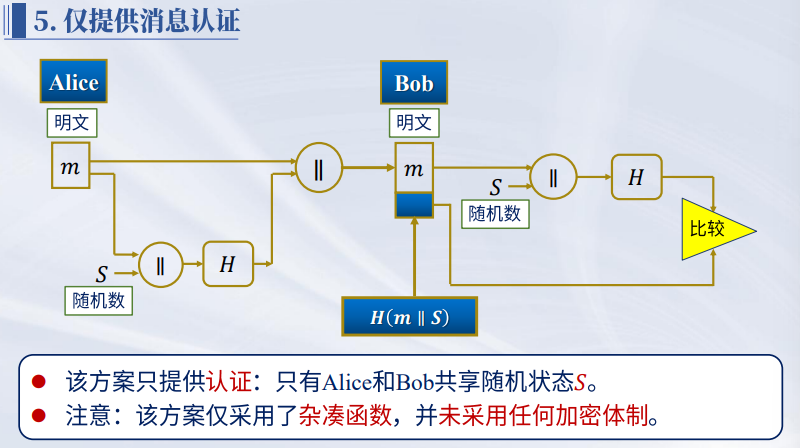 5. 仅提供消息认证
Alice
Bob
明文
明文
m
‖
m
S
‖
H
随机数
比较
S
‖
H
随机数
H(m ‖ S)
该方案只提供认证：只有Alice和Bob共享随机状态S。
注意：该方案仅采用了杂凑函数，并未采用任何加密体制。